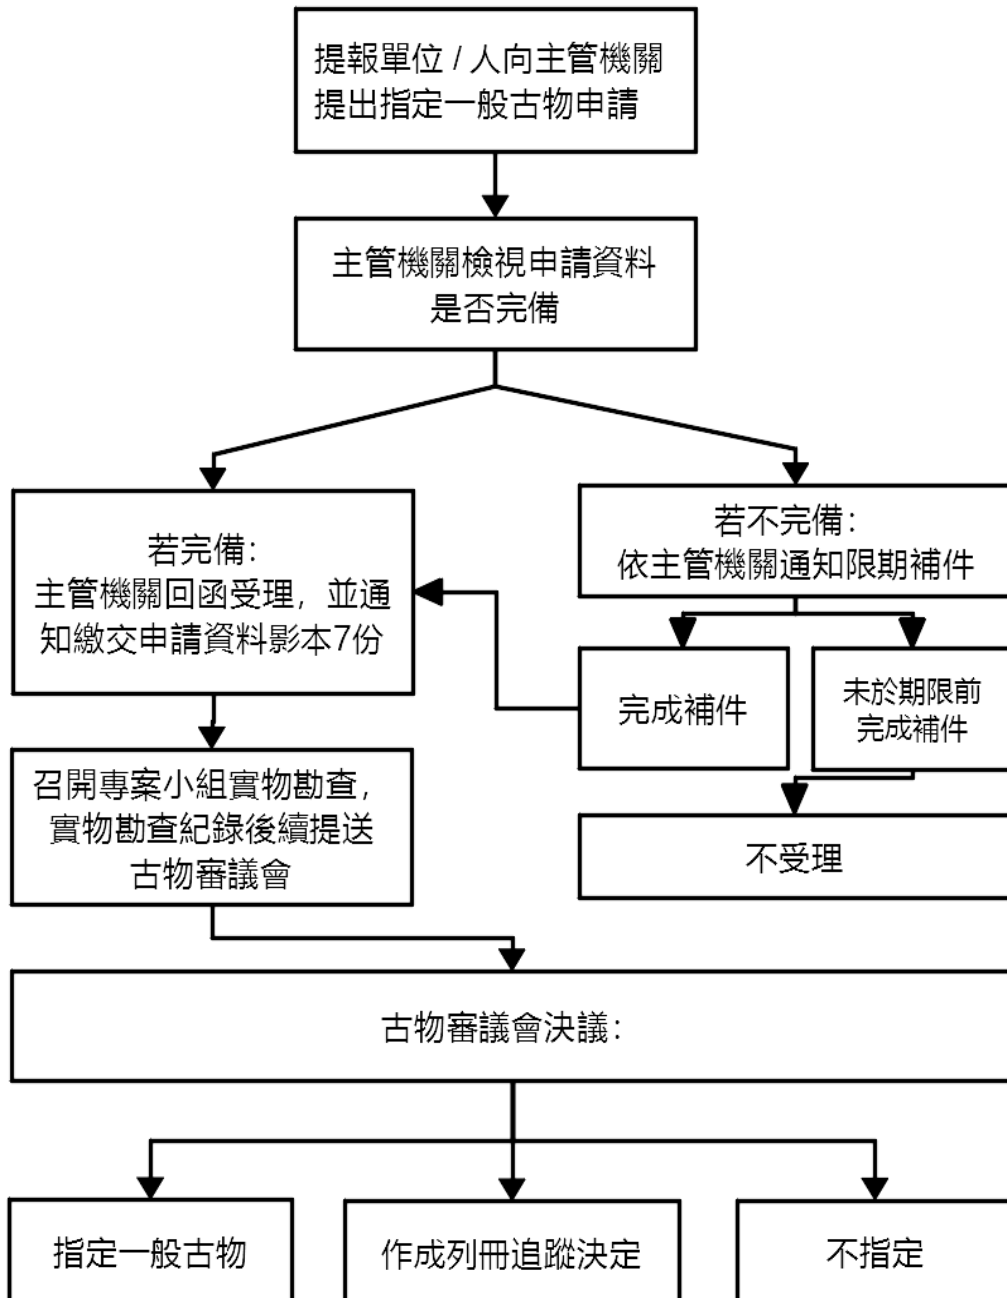 提報單位 / 人向主管機關
提出指定一般古物申請
主管機關檢視申請資料
是否完備
若完備：
主管機關回函受理，並通
知繳交申請資料影本7份
若不完備：
依主管機關通知限期補件
完成補件
未於期限前
完成補件
不受理
召開專案小組實物勘查，
實物勘查紀錄後續提送
古物審議會
古物審議會決議：
指定一般古物
作成列冊追蹤決定
不指定